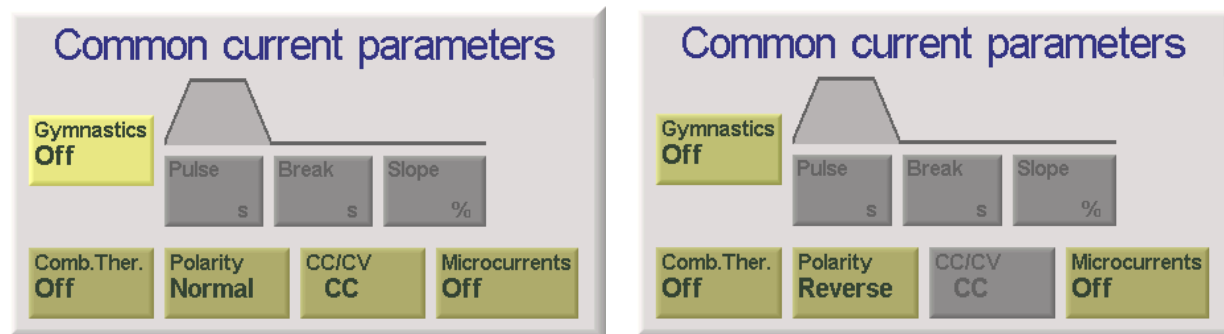 Common current parameters
Gymnastics
Off
Pulse
s
Break
s
Slope
%
Comb.Ther.
Off
Polarity
Normal
CC/CV
CC
Microcurrents
Off
Common current parameters
Gymnastics
Off
Pulse
s
Break
s
Slope
%
Comb.Ther.
Off
Polarity
Reverse
CC/CV
CC
Microcurrents
Off